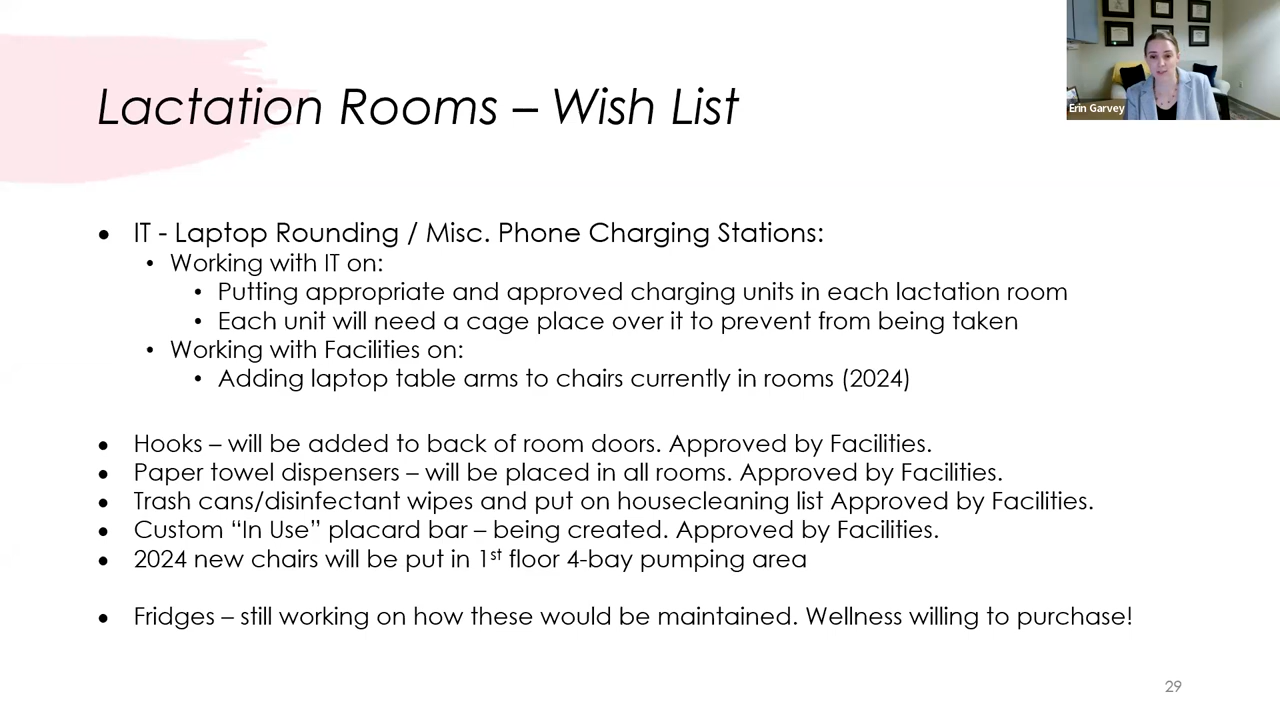 Erin Garvey
Lactation Rooms – Wish List
• IT - Laptop Rounding / Misc. Phone Charging Stations:
• Working with IT on:
• Putting appropriate and approved charging units in each lactation room
• Each unit will need a cage place over it to prevent from being taken
• Working with Facilities on:
• Adding laptop table arms to chairs currently in rooms (2024)
• Hooks – will be added to back of room doors. Approved by Facilities.
• Paper towel dispensers – will be placed in all rooms. Approved by Facilities.
• Trash cans/disinfectant wipes and put on housecleaning list Approved by Facilities.
• Custom “In Use” placard bar – being created. Approved by Facilities.
• 2024 new chairs will be put in 1st floor 4-bay pumping area
• Fridges – still working on how these would be maintained. Wellness willing to purchase!
29